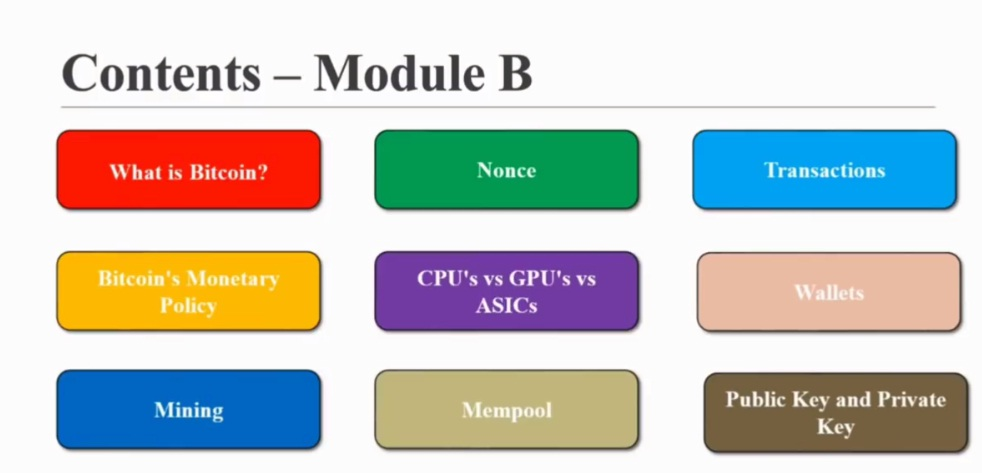 Contents – Module B
What is Bitcoin?
Nonce
Transactions
Bitcoin's Monetary
Policy
CPU's vs GPU's vs
ASICs
Wallets
Mining
Mempool
Public Key and Private
Key